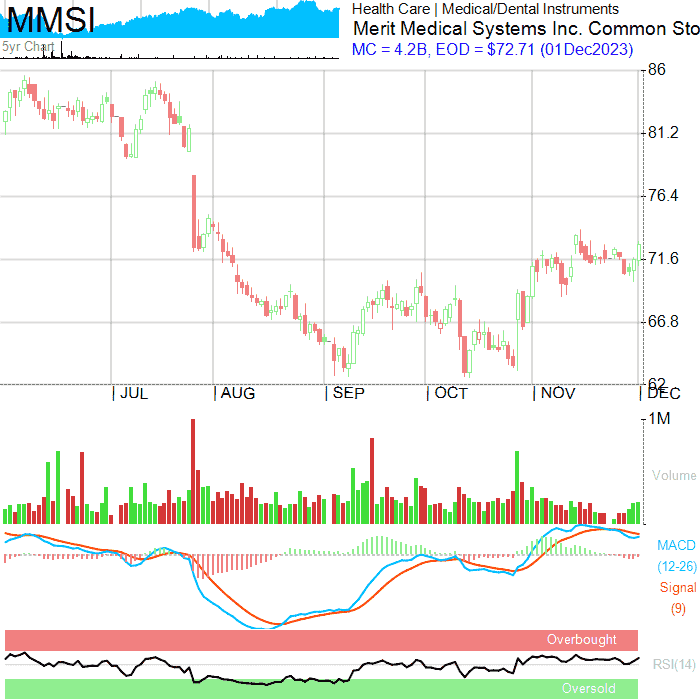 MMSI
5yr Chart
Health Care | Medical/Dental Instruments
Merit Medical Systems Inc. Common Sto
MC = 4.2B, EOD = $72.71 (01Dec2023)
86
81.2
76.4
71.6
66.8
62
JUL AUG SEP OCT NOV DEC
1M
Volume
MACD
(12-26)
Signal
(9)
Overbought
RSI(14)
Oversold